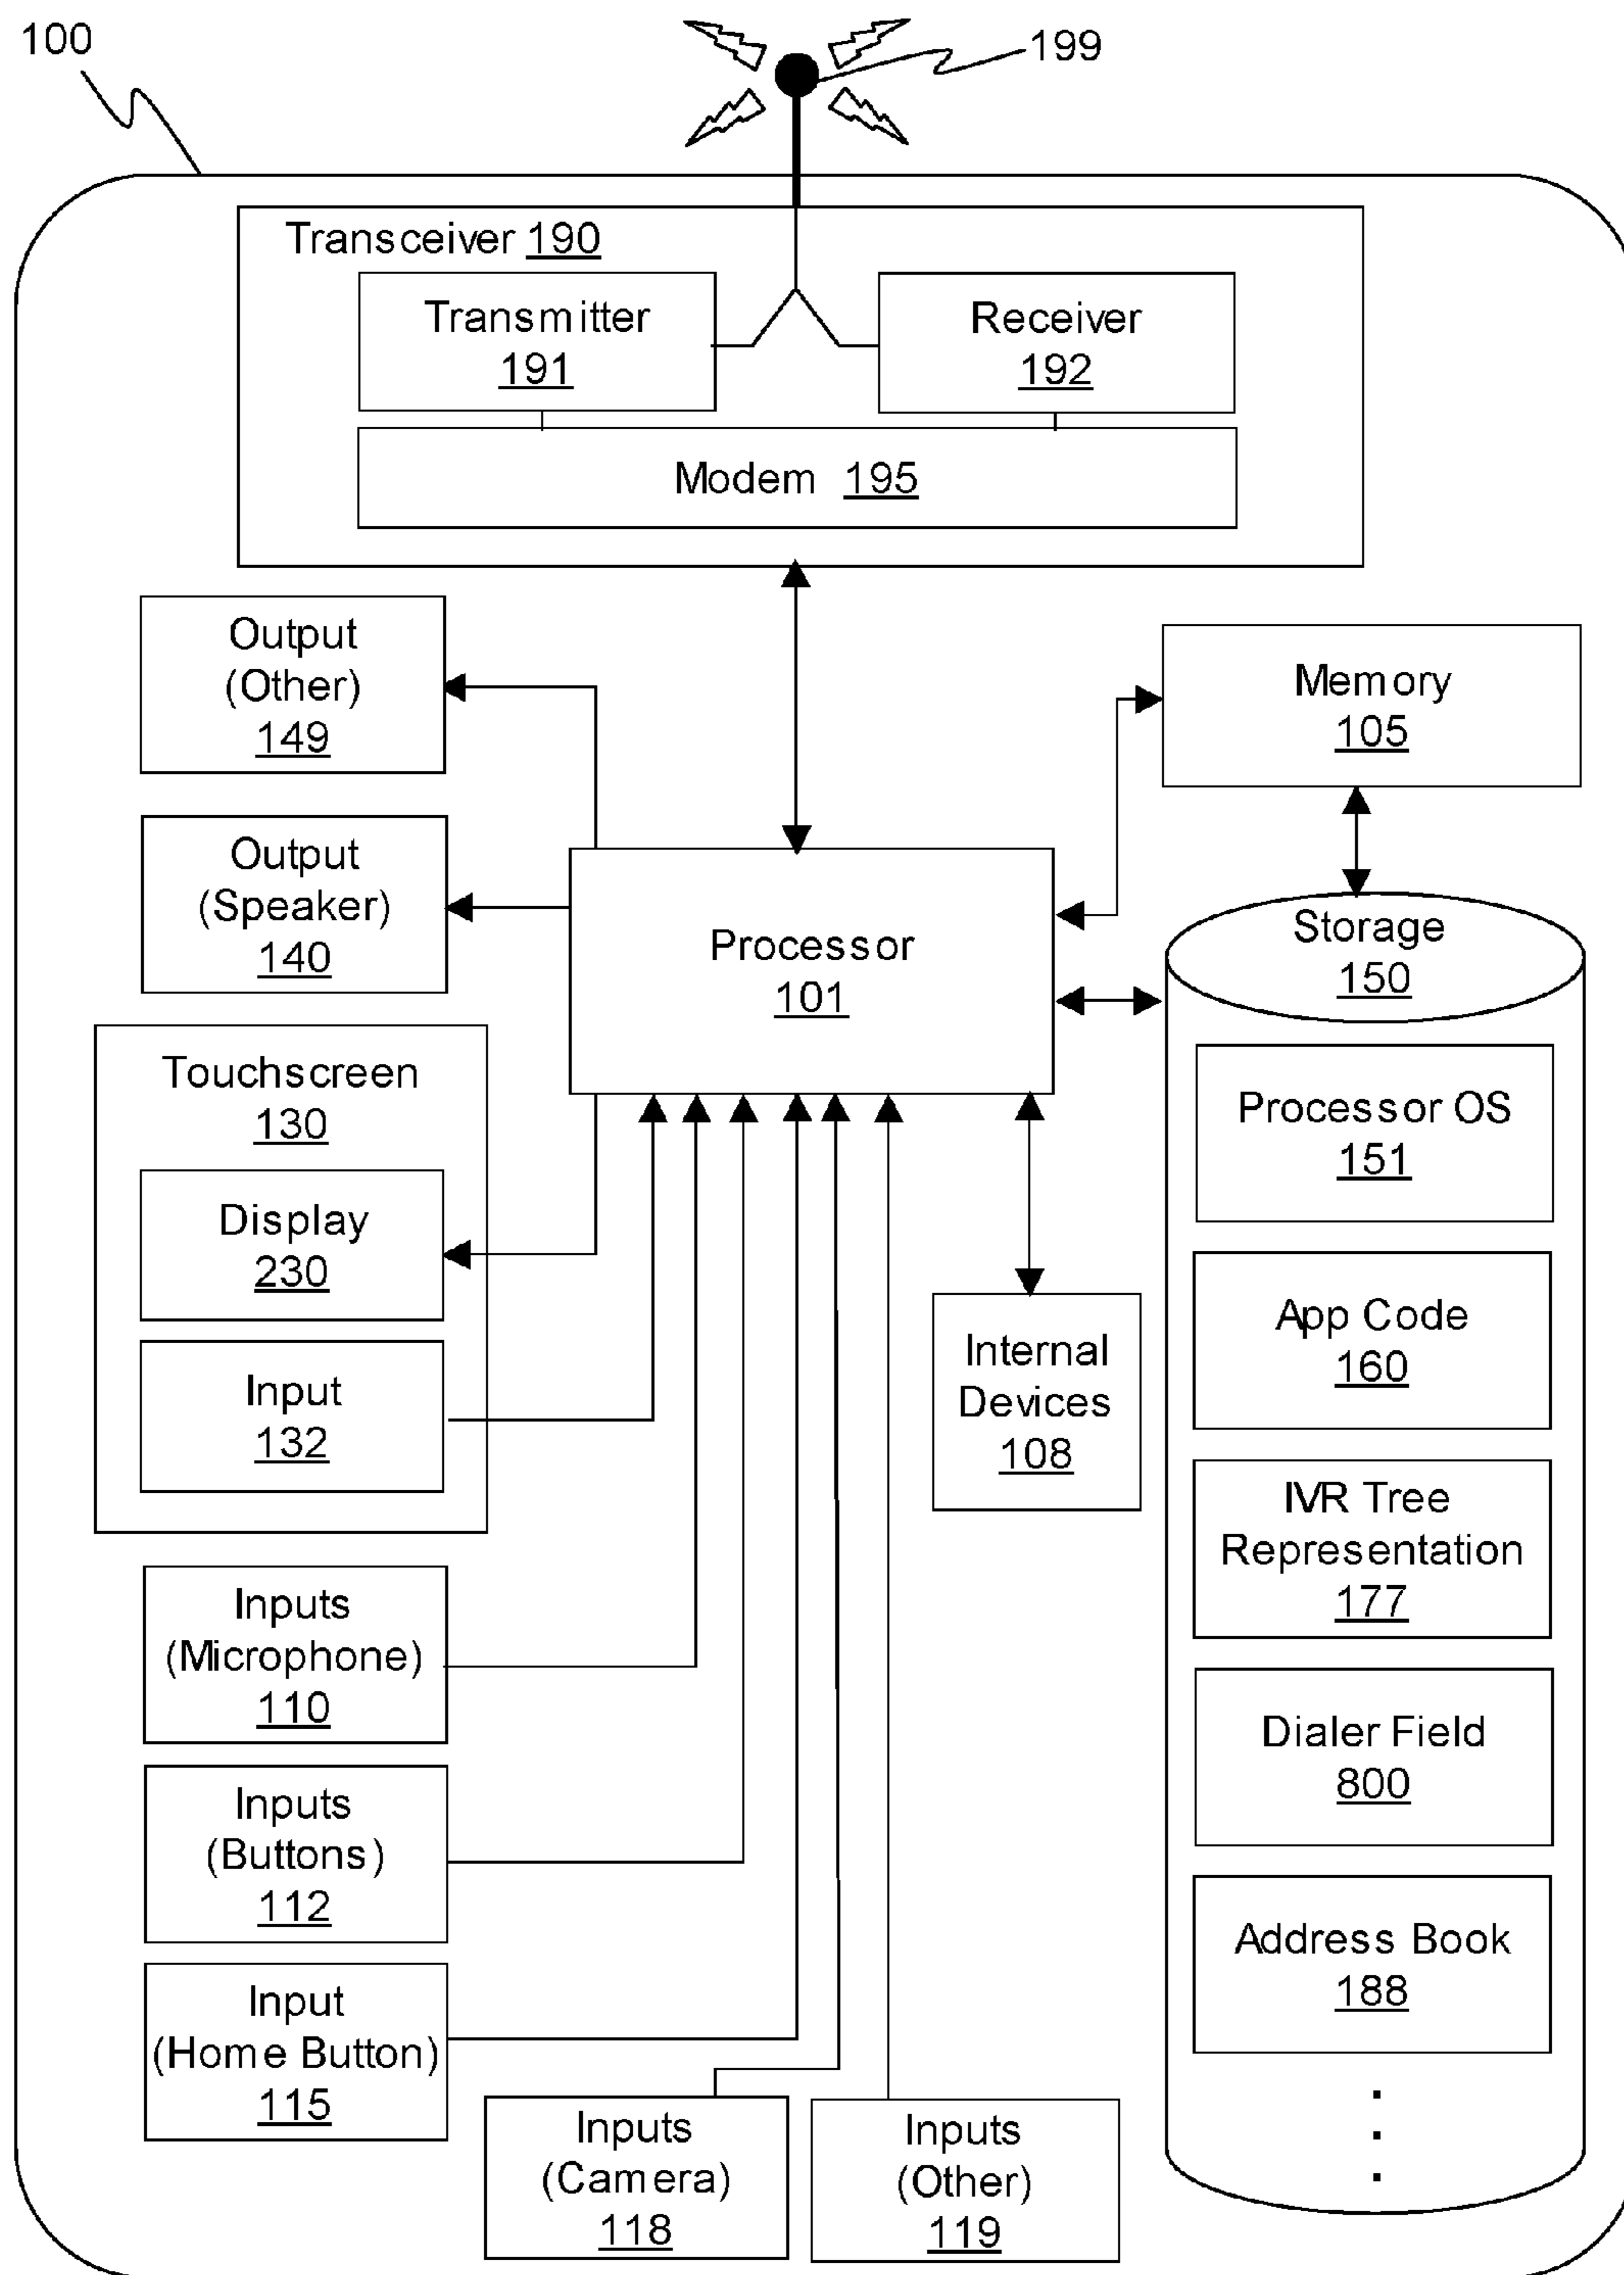 100
199
Transceiver 190
Transmitter
191
Receiver
192
Modem 195
Output
(Other)
149
Memory
105
Output
(Speaker)
140
Processor
101
Storage
150
Touchscreen
130
Display
230
Input
132
Processor OS
151
App Code
160
Internal
Devices
108
IVR Tree
Representation
177
Inputs
(Microphone)
110
Dialer Field
800
Inputs
(Buttons)
112
Address Book
188
Input
(Home Button)
115
Inputs
(Camera)
118
Inputs
(Other)
119